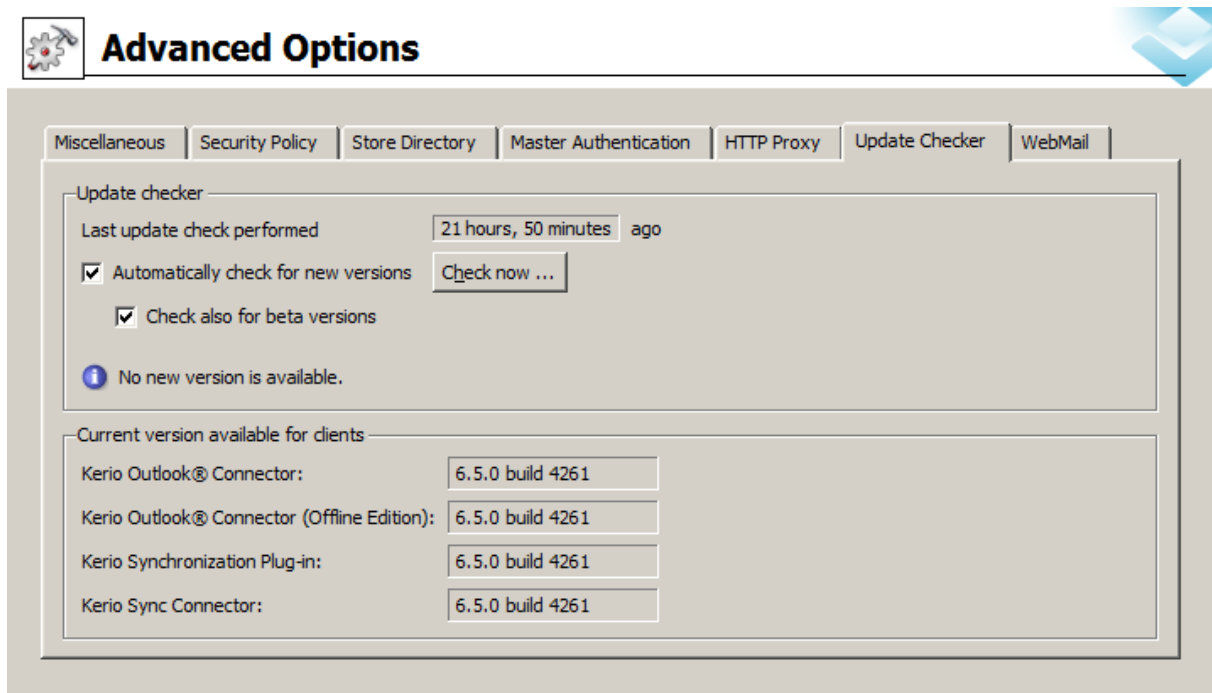 Advanced Options
Miscellaneous Security Policy Store Directory Master Authentication HTTP Proxy Update Checker WebMail
Update checker
Last update check performed 21 hours, 50 minutes ago
Automatically check for new versions Check now ...
Check also for beta versions
No new version is available.
Current version available for clients
Kerio Outlook® Connector: 6.5.0 build 4261
Kerio Outlook® Connector (Offline Edition): 6.5.0 build 4261
Kerio Synchronization Plug-in: 6.5.0 build 4261
Kerio Sync Connector: 6.5.0 build 4261